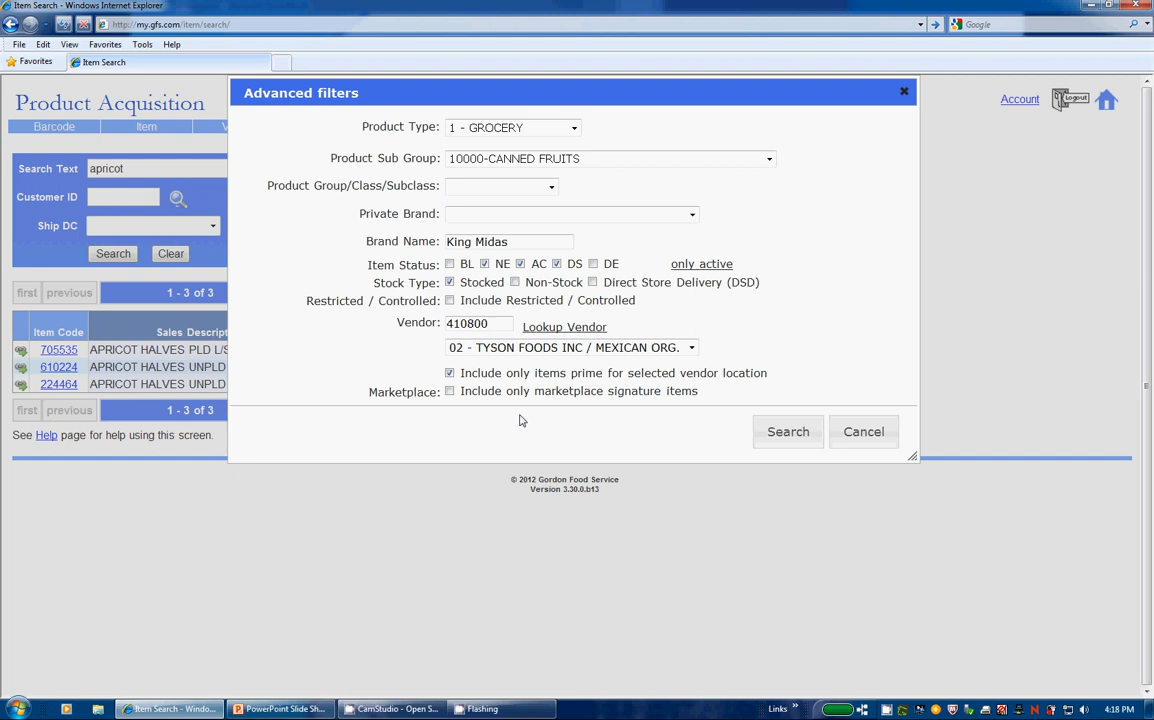 Item Search - Windows Internet Explorer
http://my.gfs.com/item/search/
Google
File Edit View Favorites Tools Help
Favorites
Item Search
Product Acquisition
Advanced filters
Account
Logout
Barcode Item V
Product Type: 1 - GROCERY
Product Sub Group: 10000-CANNED FRUITS
Search Text apricot
Product Group/Class/Subclass:
Customer ID
Private Brand:
Ship DC
Brand Name: King Midas
Search Clear
Item Status: BL NE AC DS DE only active
Stock Type: Stocked Non-Stock Direct Store Delivery (DSD)
first previous 1 - 3 of 3
Restricted / Controlled: Include Restricted / Controlled
Vendor: 410800 Lookup Vendor
Item Code Sales Descript
02 - TYSON FOODS INC / MEXICAN ORG.
705535 APRICOT HALVES PLD L/S
610224 APRICOT HALVES UNPLD
Include only items prime for selected vendor location
224464 APRICOT HALVES UNPLD
Marketplace: Include only marketplace signature items
first previous 1 - 3 of 3
See Help page for help using this screen.
Search Cancel
© 2012 Gordon Food Service
Version 3.30.0.b13
Item Search - Windo...
PowerPoint Slide Sh...
CamStudio - Open S...
Flashing
Links »
4:18 PM